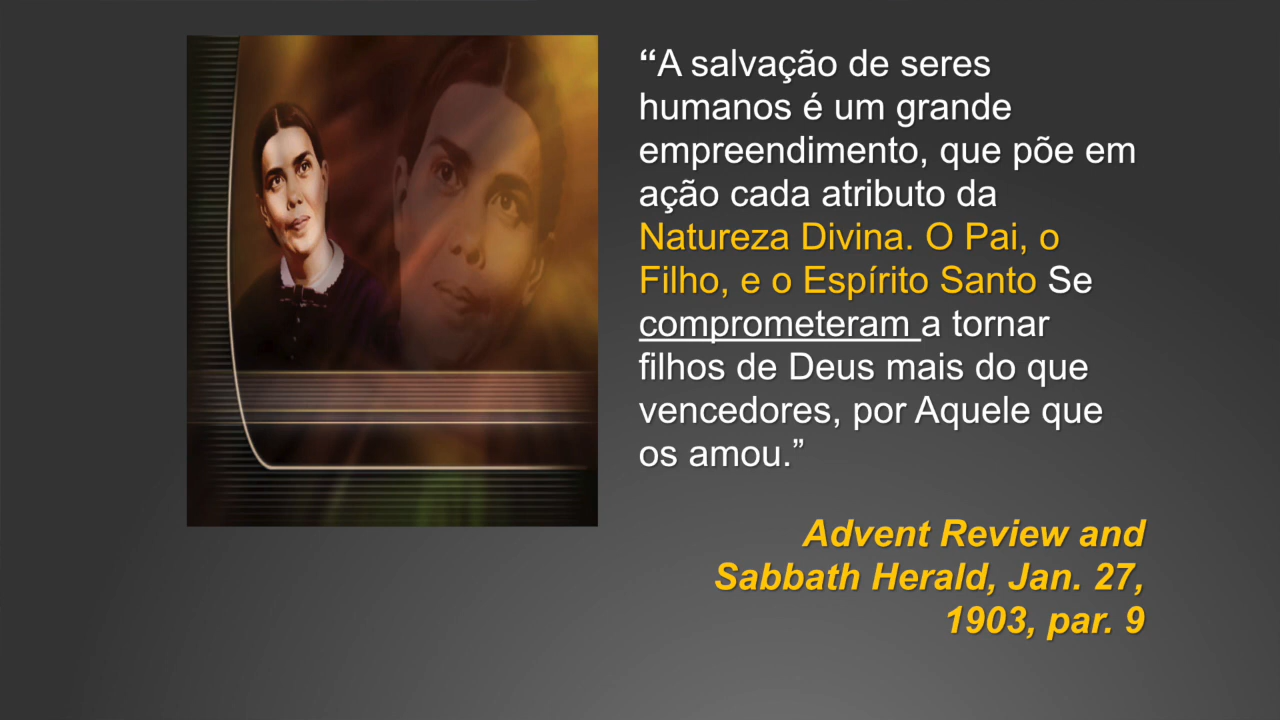 “A salvação de seres
humanos é um grande
empreendimento, que põe em
ação cada atributo da
Natureza Divina. O Pai, o
Filho, e o Espírito Santo Se
comprometeram a tornar
filhos de Deus mais do que
vencedores, por Aquele que
os amou.”
Advent Review and
Sabbath Herald, Jan. 27,
1903, par. 9